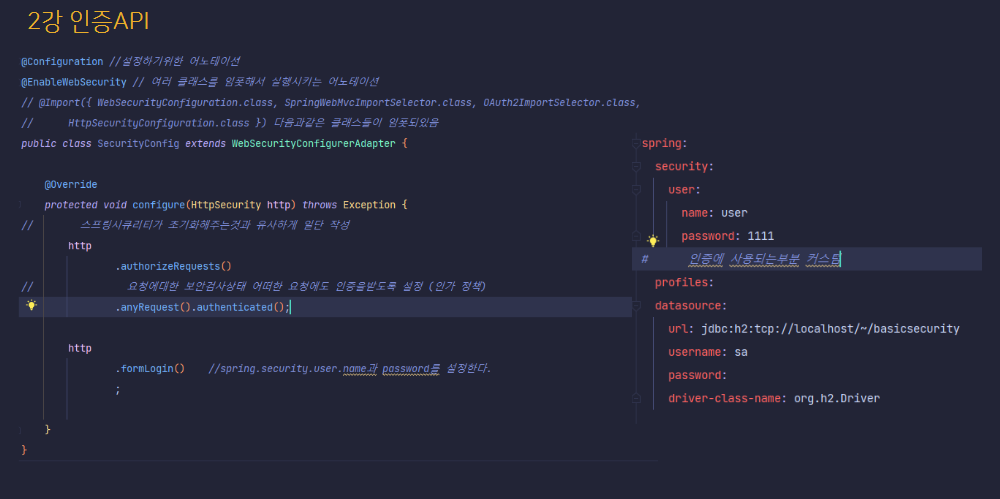 2강 인증API
@Configuration //설정하기위한 어노테이션
@EnableWebSecurity // 여러 클래스를 임폿해서 실행시키는 어노테이션
// @Import({ WebSecurityConfiguration.class, SpringWebMvcImportSelector.class, OAuth2ImportSelector.class,
// HttpSecurityConfiguration.class }) 다음과같은 클래스들이 임폿되있음
public class SecurityConfig extends WebSecurityConfigurerAdapter {
@Override
protected void configure(HttpSecurity http) throws Exception {
// 스프링시큐리티가 초기화해주는것과 유사하게 일단 작성
http
.authorizeRequests()
// 요청에대한 보안검사상태 어떠한 요청에도 인증을받도록 설정 (인가 정책)
.anyRequest().authenticated();
http
.formLogin() //spring.security.user.name과 password를 설정한다.
;
}
}
spring:
security:
user:
name: user
password: 1111
# 인증에 사용되는부분 커스텀
profiles:
datasource:
url: jdbc:h2:tcp://localhost/~/basicsecurity
username: sa
password:
driver-class-name: org.h2.Driver